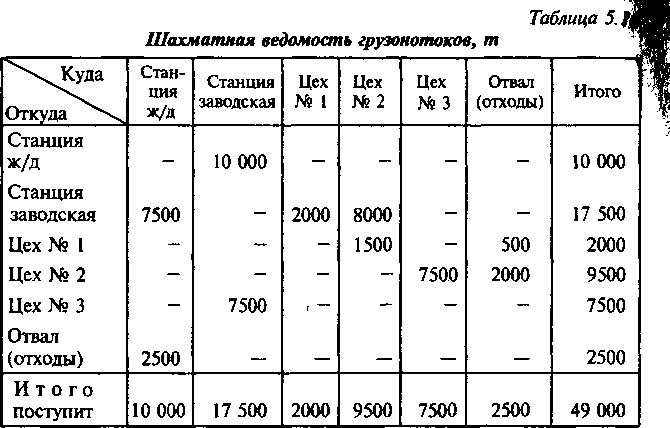 Таблица 5.
Шахматная ведомость грузопотоков, т
Куда
Откуда
Стан-
ция
ж/д
Станция
заводская
Цех
№ 1
Цех
№ 2
Цех
№ 3
Отвал
(отходы)
Итого
Станция
ж/д — 10 000 — — — — 10 000
Станция
заводская 7500 — 2000 8000 — — 17 500
Цех № 1 — — — 1500 — 500 2000
Цех № 2 — — — — 7500 2000 9500
Цех № 3 — 7500 — — — — 7500
Отвал
(отходы) 2500 — — — — — 2500
Итого
поступит 10 000 17 500 2000 9500 7500 2500 49 000